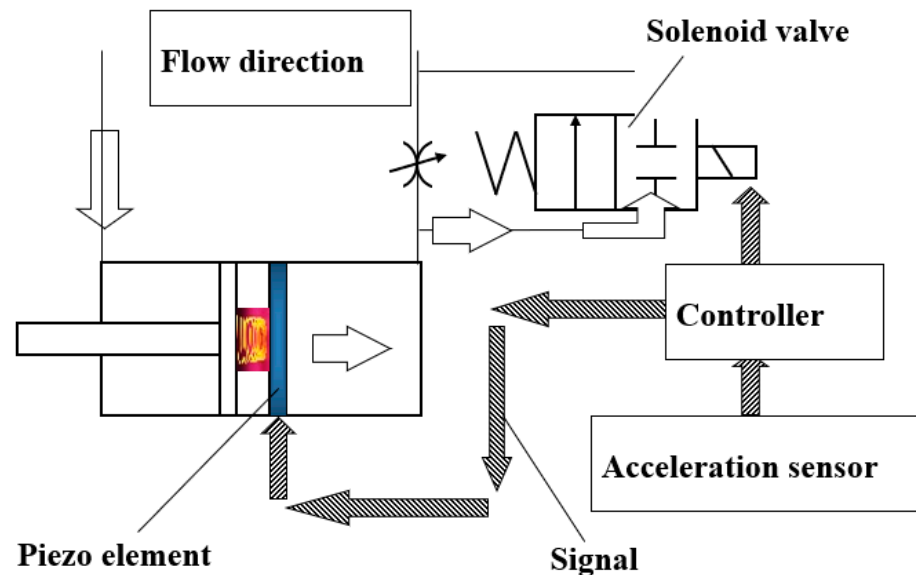 Solenoid valve
Flow direction
Controller
Acceleration sensor
Piezo element
Signal